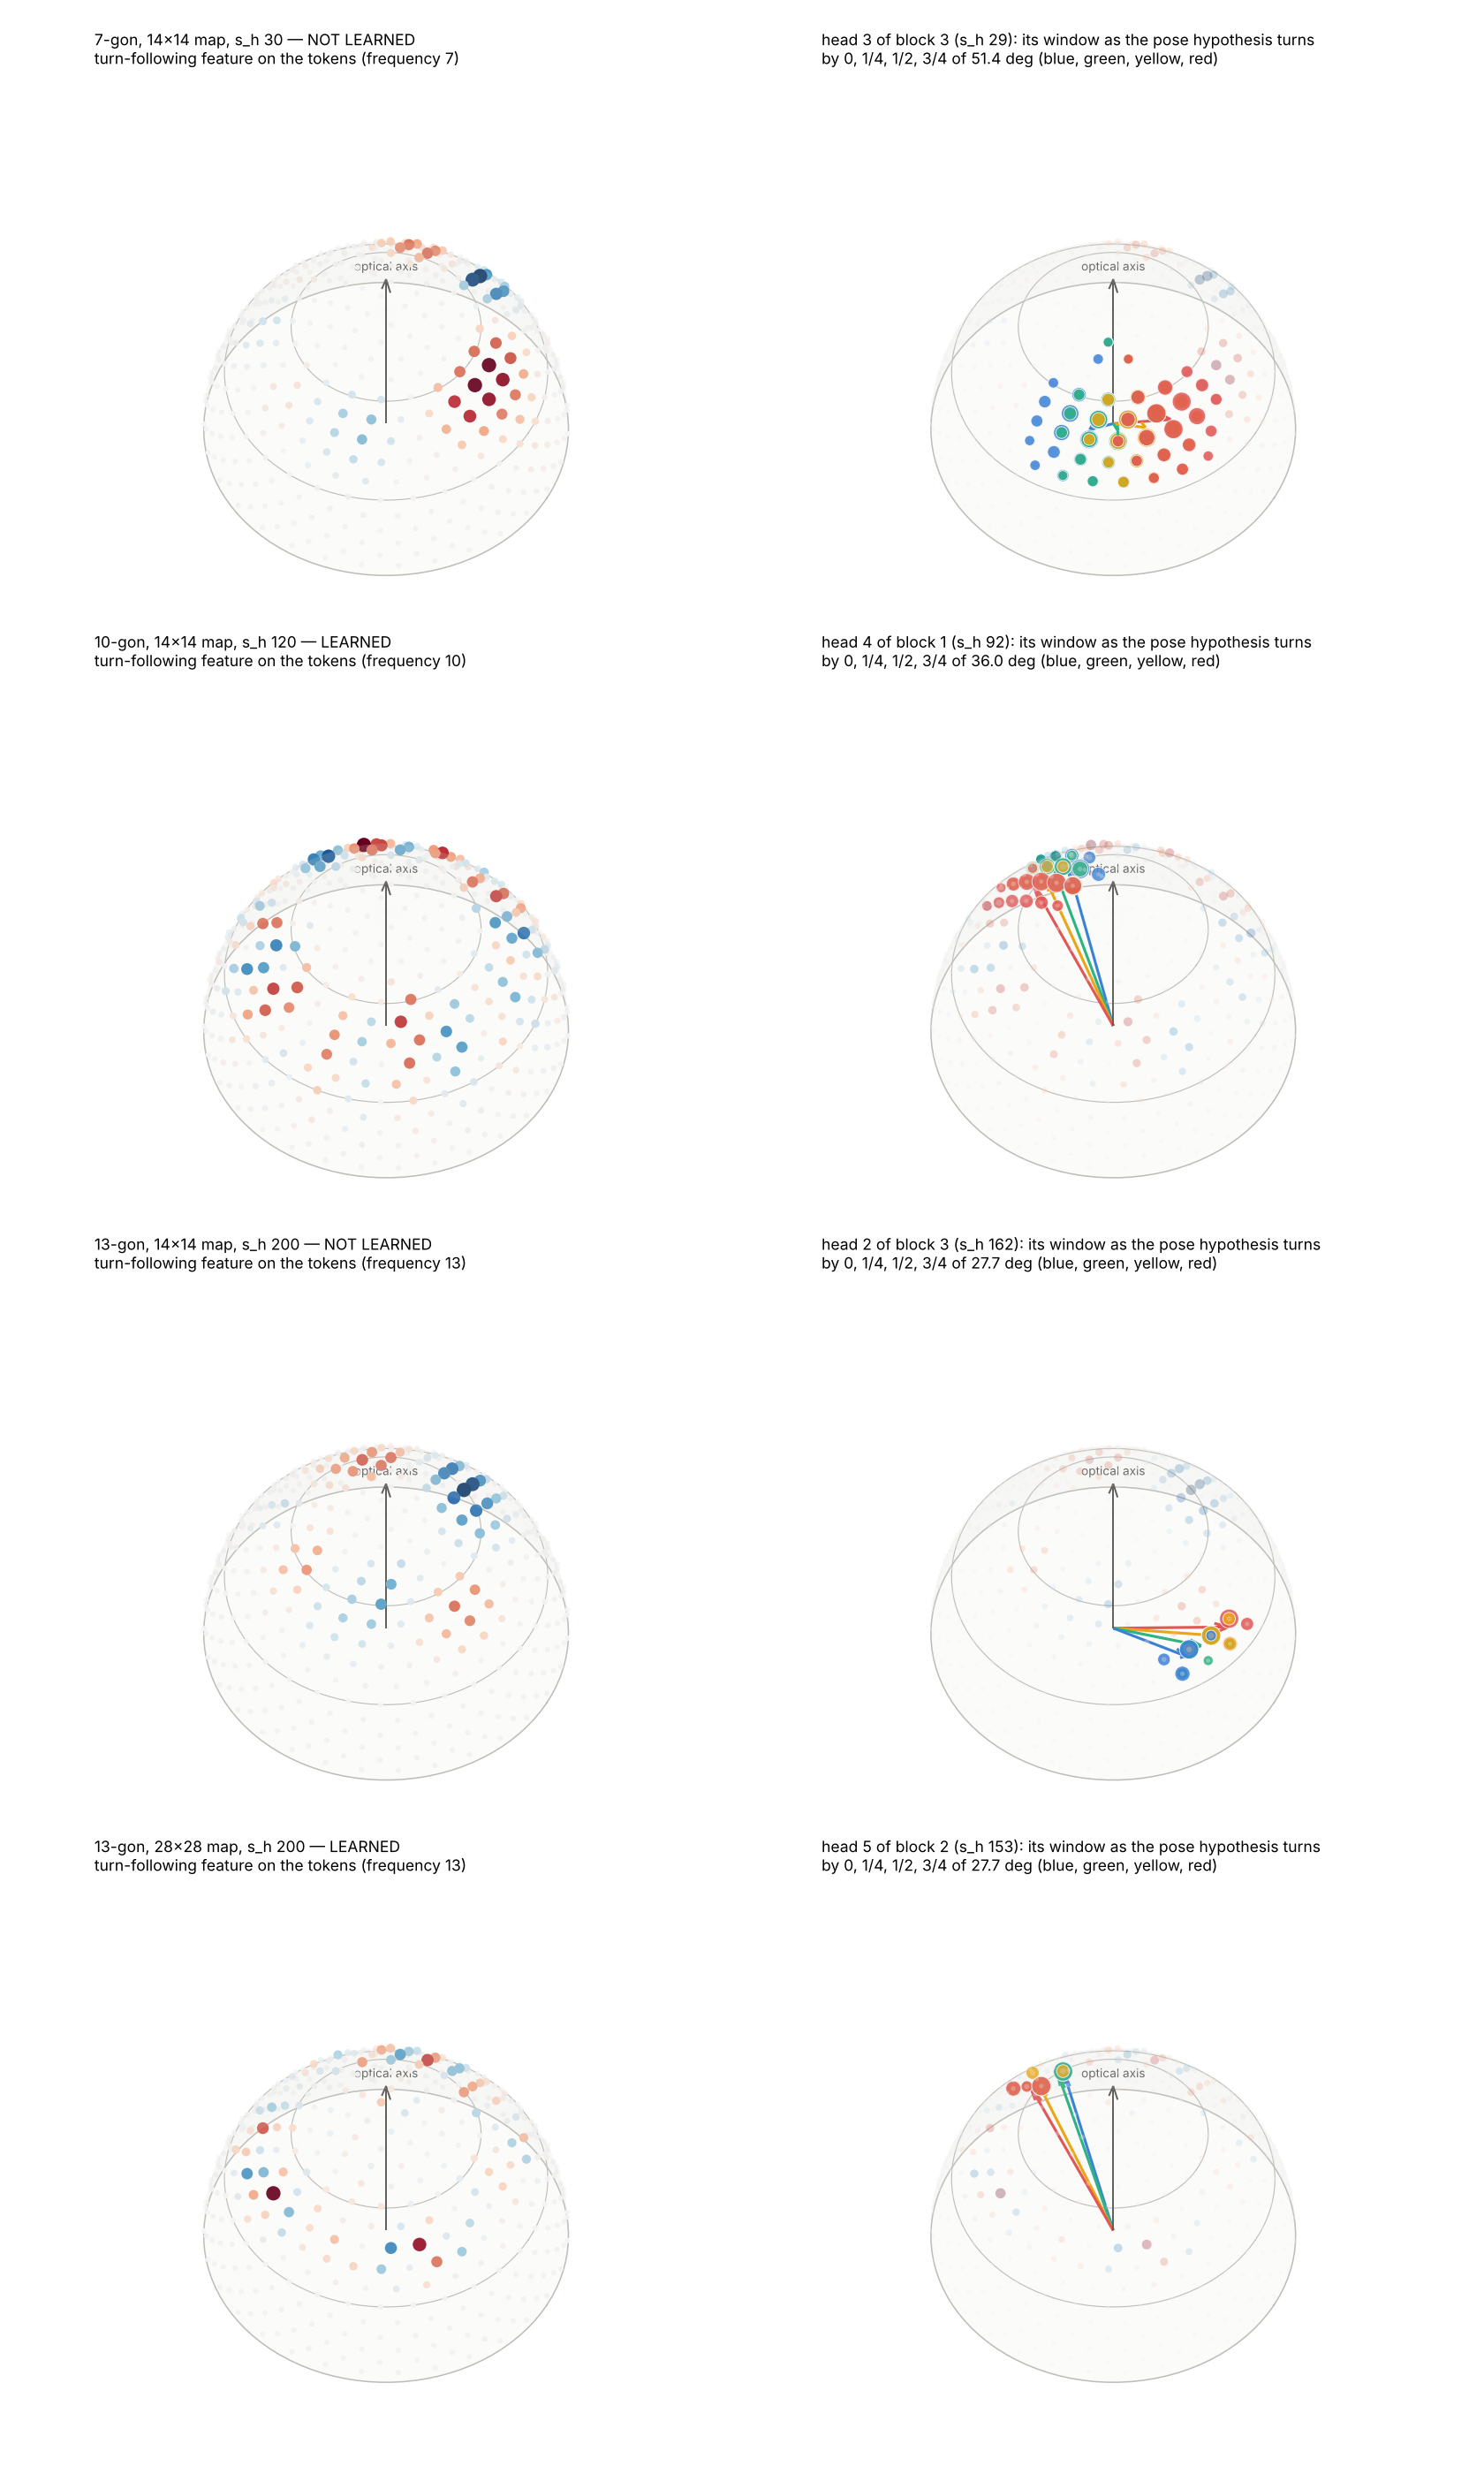 7-gon, 14×14 map, s_h 30 — NOT LEARNED
turn-following feature on the tokens (frequency 7)
head 3 of block 3 (s_h 29): its window as the pose hypothesis turns
by 0, 1/4, 1/2, 3/4 of 51.4 deg (blue, green, yellow, red)
optical axis
optical axis
10-gon, 14×14 map, s_h 120 — LEARNED
turn-following feature on the tokens (frequency 10)
head 4 of block 1 (s_h 92): its window as the pose hypothesis turns
by 0, 1/4, 1/2, 3/4 of 36.0 deg (blue, green, yellow, red)
optical axis
optical axis
13-gon, 14×14 map, s_h 200 — NOT LEARNED
turn-following feature on the tokens (frequency 13)
head 2 of block 3 (s_h 162): its window as the pose hypothesis turns
by 0, 1/4, 1/2, 3/4 of 27.7 deg (blue, green, yellow, red)
optical axis
optical axis
13-gon, 28×28 map, s_h 200 — LEARNED
turn-following feature on the tokens (frequency 13)
head 5 of block 2 (s_h 153): its window as the pose hypothesis turns
by 0, 1/4, 1/2, 3/4 of 27.7 deg (blue, green, yellow, red)
optical axis
optical axis